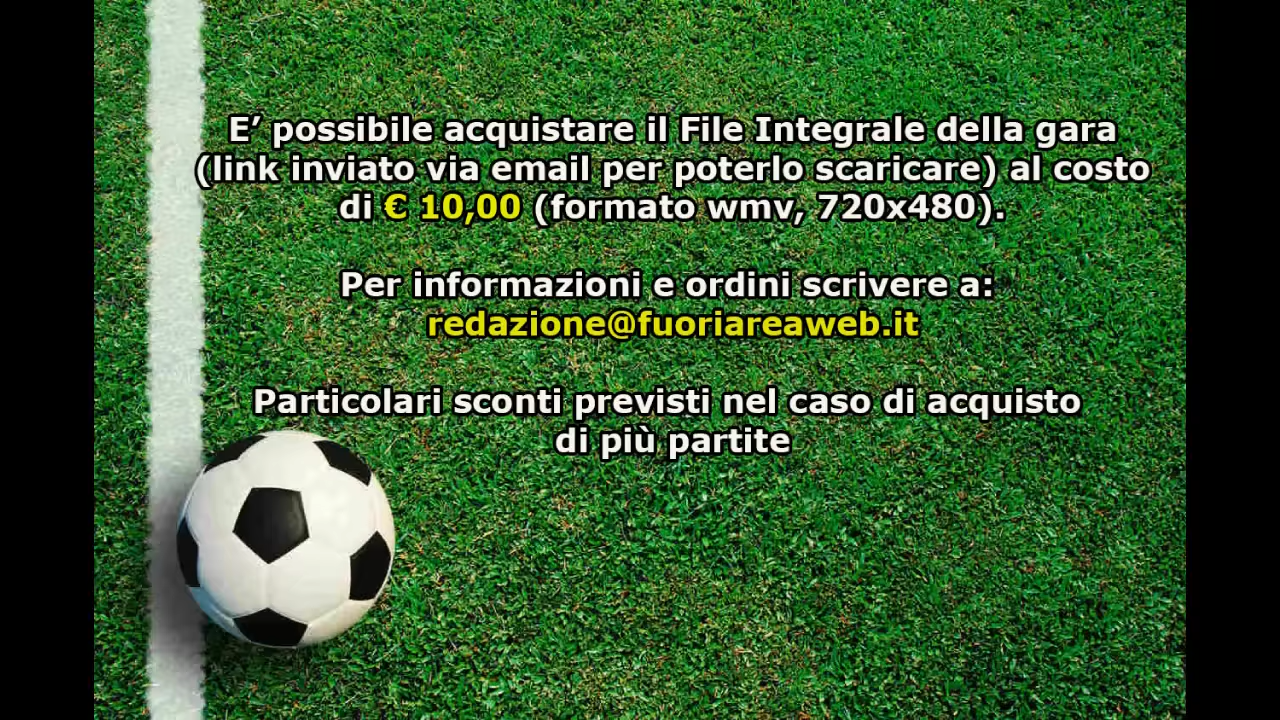 E’ possibile acquistare il File Integrale della gara
(link inviato via email per poterlo scaricare) al costo
di € 10,00 (formato wmv, 720x480).
Per informazioni e ordini scrivere a:
redazione@fuoriareaweb.it
Particolari sconti previsti nel caso di acquisto
di più partite